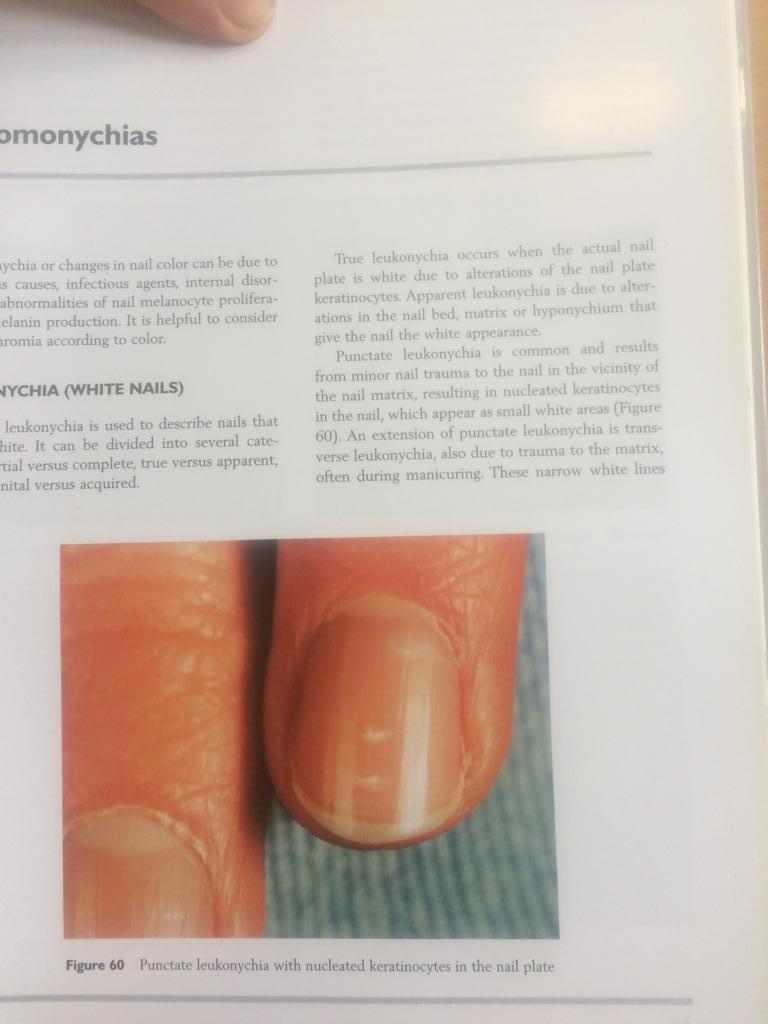 omonychias
nychia or changes in nail color can be due to
is causes, infectious agents, internal disor-
abnormalities of nail melanocyte prolifera-
elanin production. It is helpful to consider
hromia according to color.
NYCHIA (WHITE NAILS)
leukonychia is used to describe nails that
hite. It can be divided into several cate-
rtial versus complete, true versus apparent,
nital versus acquired.
True leukonychia occurs when the actual nail
plate is white due to alterations of the nail plate
keratinocytes. Apparent leukonychia is due to alter-
ations in the nail bed, matrix or hyponychium that
give the nail the white appearance.
Punctate leukonychia is common and results
from minor nail trauma to the nail in the vicinity of
the nail matrix, resulting in nucleated keratinocytes
in the nail, which appear as small white areas (Figure
60). An extension of punctate leukonychia is trans-
verse leukonychia, also due to trauma to the matrix,
often during manicuring. These narrow white lines
Figure 60 Punctate leukonychia with nucleated keratinocytes in the nail plate